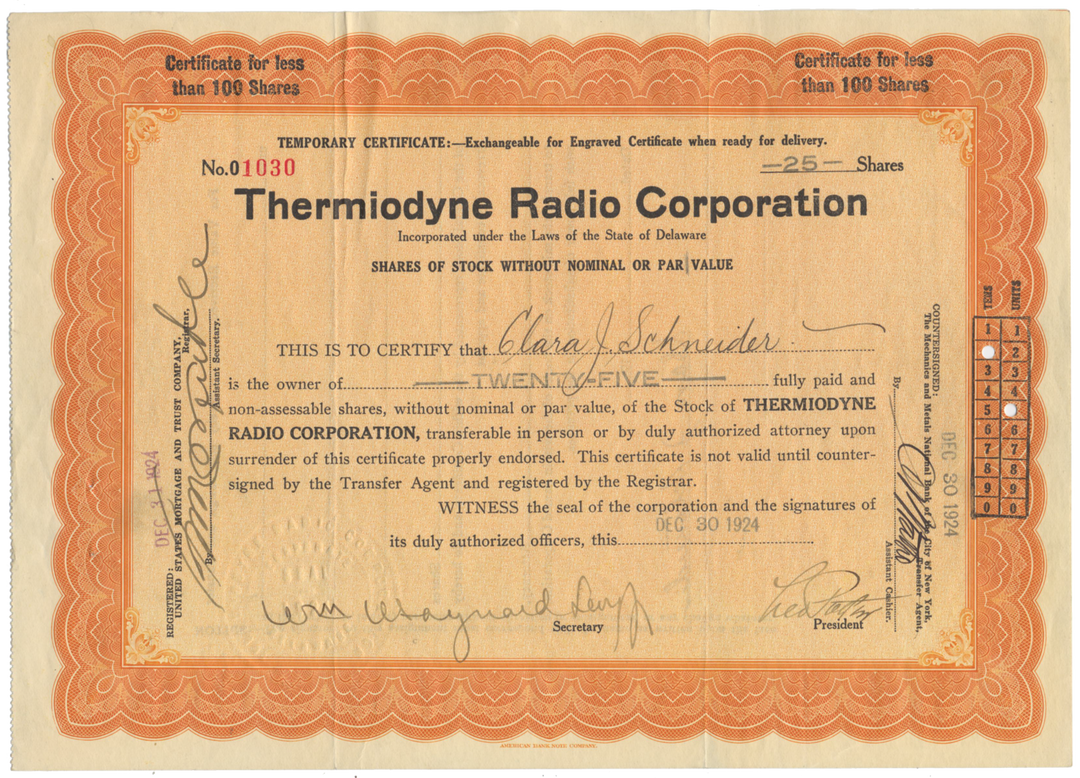 Certificate for less
than 100 Shares
Certificate for less
than 100 Shares
TEMPORARY CERTIFICATE:—Exchangeable for Engraved Certificate when ready for delivery.
No.01030
—25— Shares
Thermiodyne Radio Corporation
Incorporated under the Laws of the State of Delaware
SHARES OF STOCK WITHOUT NOMINAL OR PAR VALUE
THIS IS TO CERTIFY that Clara J. Schneider
is the owner of TWENTY-FIVE fully paid and
non-assessable shares, without nominal or par value, of the Stock of THERMIODYNE
RADIO CORPORATION, transferable in person or by duly authorized attorney upon
surrender of this certificate properly endorsed. This certificate is not valid until counter-
signed by the Transfer Agent and registered by the Registrar.
WITNESS the seal of the corporation and the signatures of
its duly authorized officers, this DEC 30 1924
Secretary
President
REGISTERED:
UNITED STATES MORTGAGE AND TRUST COMPANY,
Registrar.
By
Assistant Secretary.
DEC 31 1924
COUNTERSIGNED:
The Mechanics and Metals National Bank of the City of New York,
Transfer Agent,
By
Assistant Cashier.
DEC 30 1924
TENS UNITS
1 1
2
3 3
4 4
5
6 6
7 7
8 8
9 9
0 0
AMERICAN BANK NOTE COMPANY.